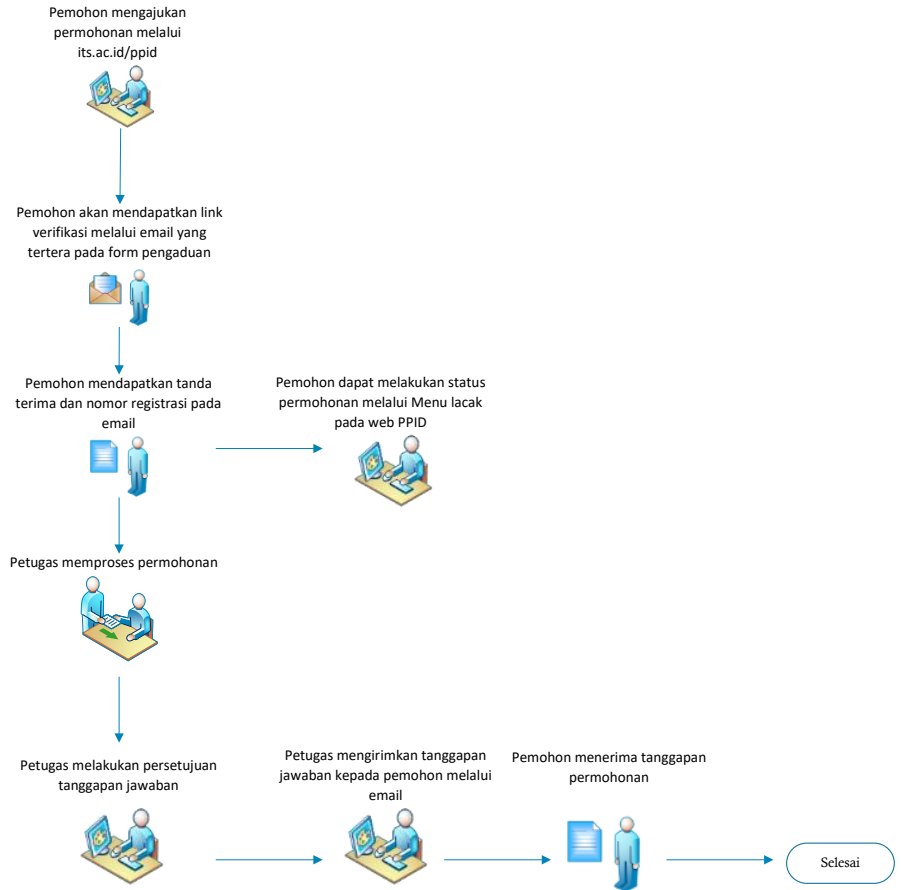 Pemohon mengajukan
permohonan melalui
its.ac.id/ppid
Pemohon akan mendapatkan link
verifikasi melalui email yang
tertera pada form pengaduan
Pemohon mendapatkan tanda
terima dan nomor registrasi pada
email
Pemohon dapat melakukan status
permohonan melalui Menu lacak
pada web PPID
Petugas memproses permohonan
Petugas melakukan persetujuan
tanggapan jawaban
Petugas mengirimkan tanggapan
jawaban kepada pemohon melalui
email
Pemohon menerima tanggapan
permohonan
Selesai